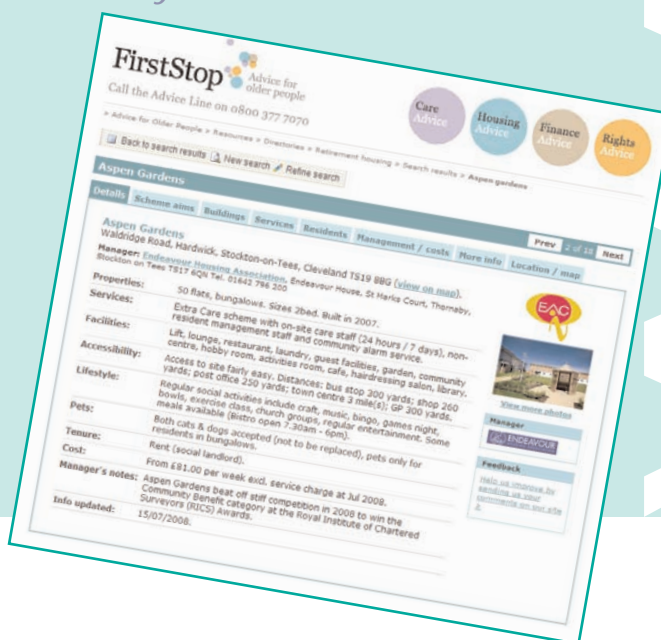 FirstStop
Advice for
older people
Call the Advice Line on 0800 377 7070
Care
Advice
Housing
Advice
Finance
Advice
Rights
Advice
» Advice for Older People » Resources » Directories » Retirement housing » Search results » Aspen gardens
Back to search results New search Refine search
Aspen Gardens
Prev 2 of 18 Next
Details Scheme aims Buildings Services Residents Management / costs More info Location / map
Aspen Gardens
Waldridge Road, Hardwick, Stockton-on-Tees, Cleveland TS19 8BG (view on map).
Manager: Endeavour Housing Association, Endeavour House, St Marks Court, Thornaby,
Stockton on Tees TS17 6QN Tel. 01642 796 200
Properties: 50 flats, bungalows. Sizes 2bed. Built in 2007.
Services: Extra Care scheme with on-site care staff (24 hours / 7 days), non-
resident management staff and community alarm service.
Facilities: Lift, lounge, restaurant, laundry, guest facilities, garden, community
centre, hobby room, activities room, cafe, hairdressing salon, library.
Accessibility: Access to site fairly easy. Distances: bus stop 300 yards; shop 260
yards; post office 250 yards; town centre 3 mile(s); GP 300 yards.
Lifestyle: Regular social activities include craft, music, bingo, games night,
bowls, exercise class, church groups, regular entertainment. Some
meals available (Bistro open 7.30am - 6pm).
Pets: Both cats & dogs accepted (not to be replaced), pets only for
residents in bungalows.
Tenure: Rent (social landlord).
Cost: From £81.00 per week excl. service charge at Jul 2008.
Manager's notes: Aspen Gardens beat off stiff competition in 2008 to win the
Community Benefit category at the Royal Institute of Chartered
Surveyors (RICS) Awards.
Info updated: 15/07/2008.
EAC
View more photos
Manager
ENDEAVOUR
Feedback
Help us improve by
sending us your
comments on our site